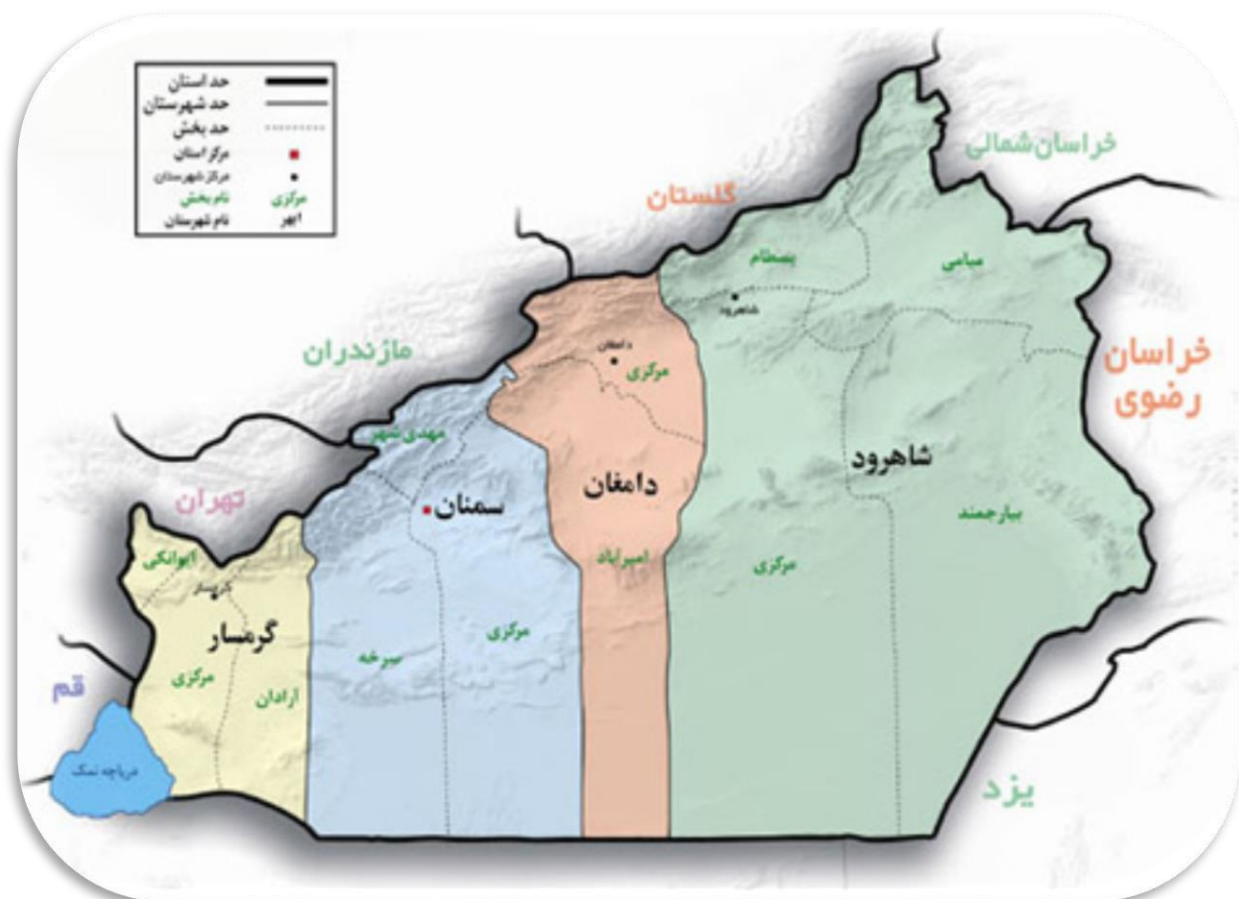 حد استان
حد شهرستان
حد بخش
مرکز استان
مرکز شهرستان
نام بخش مرکزی
نام شهرستان ابهر
خراسان شمالی
گلستان
بسطام
میامی
شاهرود
مازندران
دامغان
مرکزی
خراسان
رضوی
مهدی شهر
شاهرود
دامغان
تهران
سمنان
بیارجمند
ایوانکی
امیرآباد
مرکزی
گرمسار
گرمسار
مرکزی
سرخه
قم
مرکزی
آرادان
دریاچه نمک
یزد